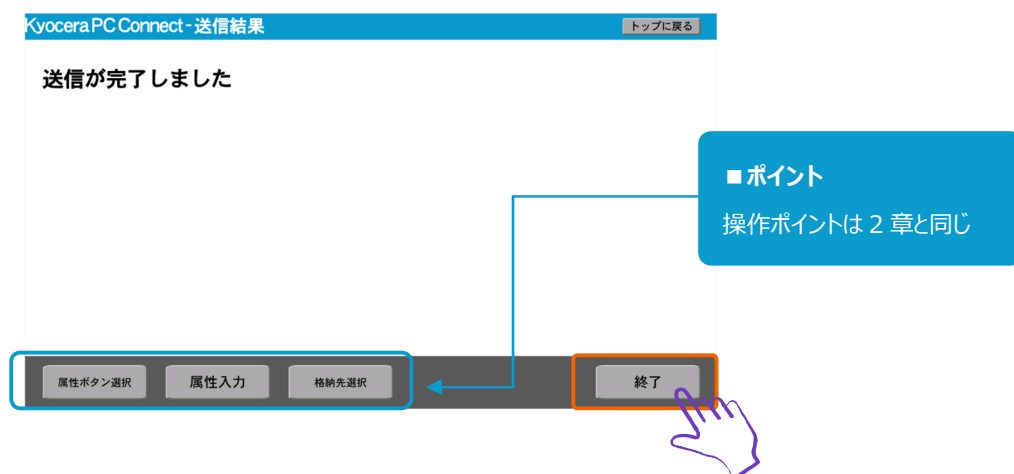 Kyocera PC Connect - 送信結果
トップに戻る
送信が完了しました
■ポイント
操作ポイントは 2 章と同じ
属性ボタン選択
属性入力
格納先選択
終了